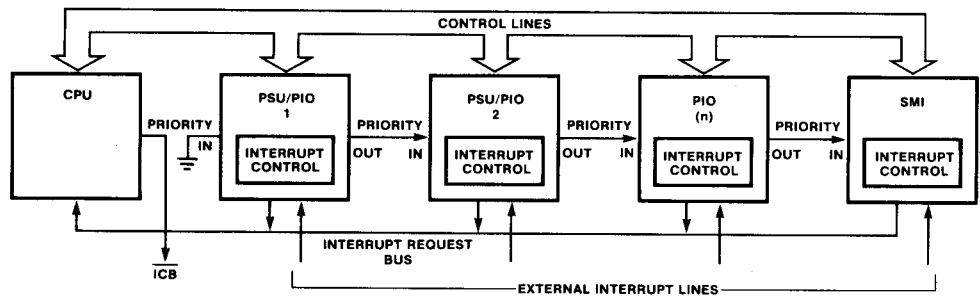 CONTROL LINES
CPU
PRIORITY
IN
PSU/PIO
1
INTERRUPT
CONTROL
PRIORITY
OUT IN
PSU/PIO
2
INTERRUPT
CONTROL
PRIORITY
OUT IN
PIO
(n)
INTERRUPT
CONTROL
PRIORITY
OUT IN
SMI
INTERRUPT
CONTROL
INTERRUPT REQUEST
BUS
ICB
EXTERNAL INTERRUPT LINES